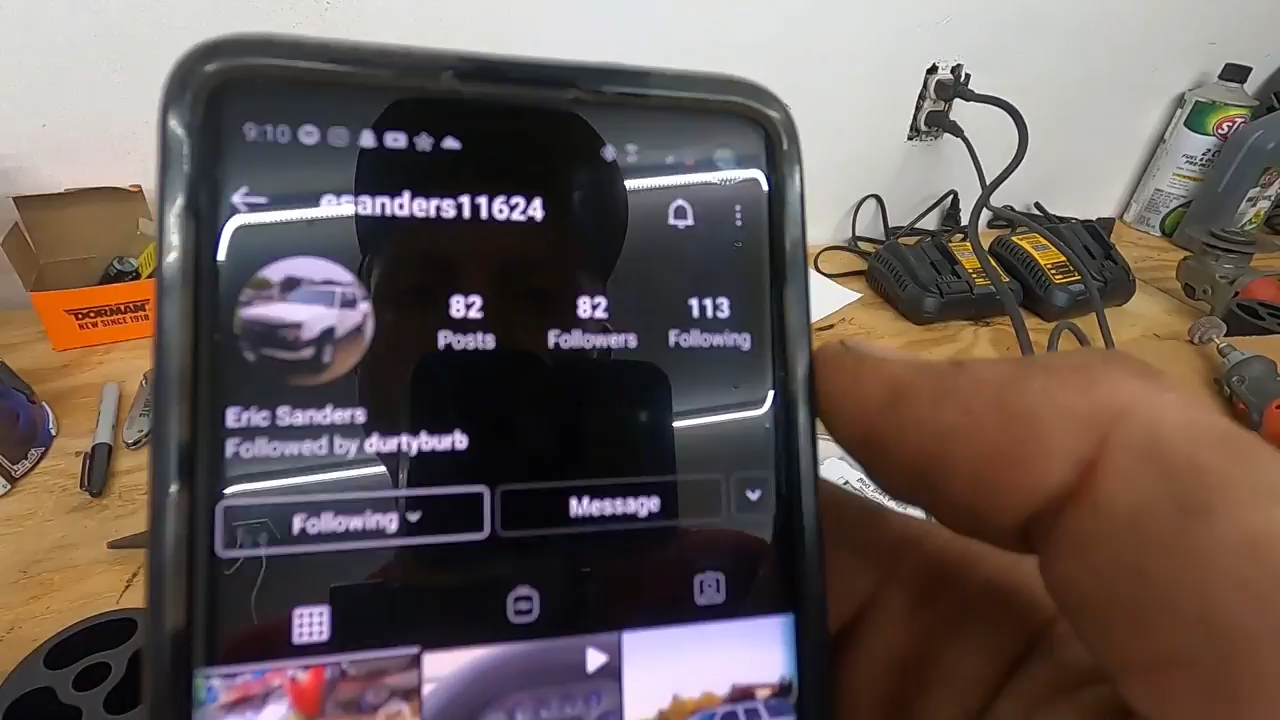 9:10
esanders11624
82
82
113
Posts
Followers
Following
Eric Sanders
Followed by durtyburb
Following
Message
DORMAN
NEW SINCE 1918
STP